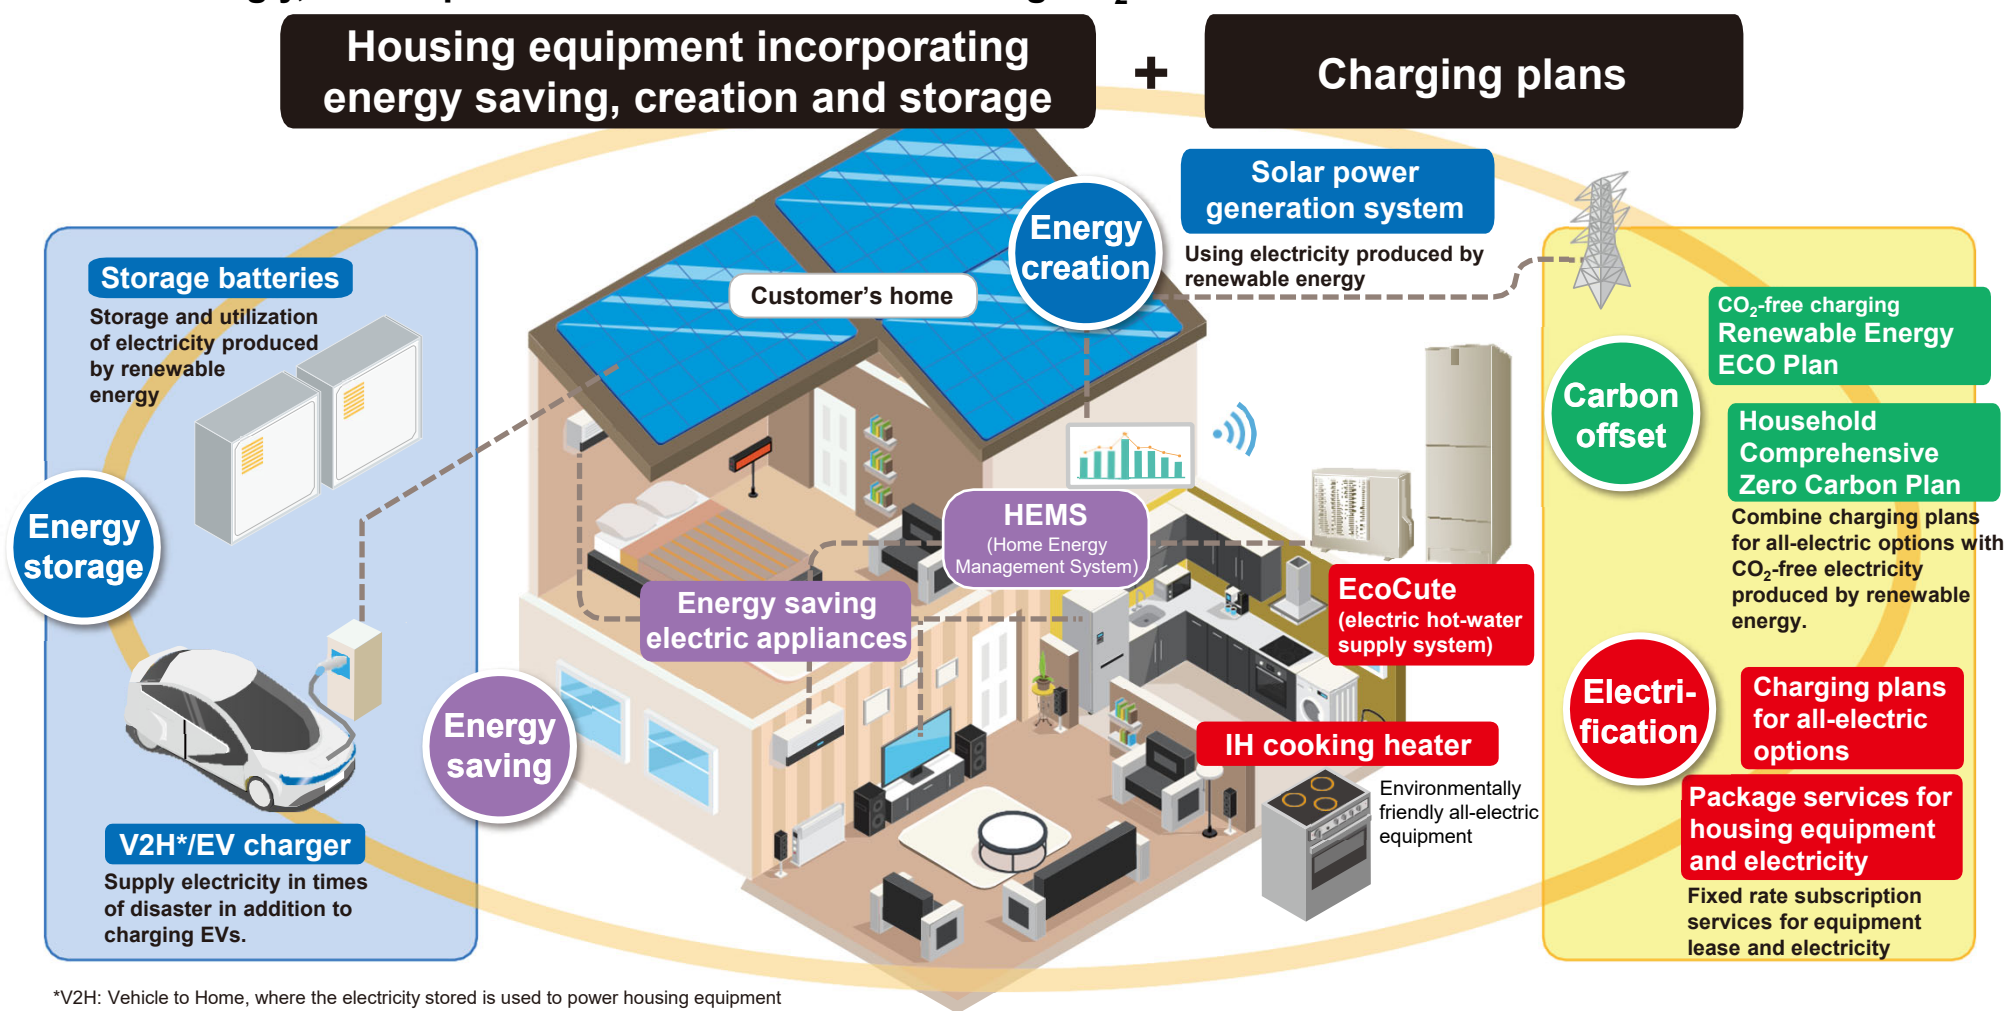 Housing equipment incorporating
energy saving, creation and storage
+
Charging plans
Solar power
generation system
Using electricity produced by
renewable energy
Energy
creation
Customer's home
Storage batteries
Storage and utilization
of electricity produced
by renewable
energy
Energy
storage
V2H*/EV charger
Supply electricity in times
of disaster in addition to
charging EVs.
HEMS
(Home Energy
Management System)
Energy saving
electric appliances
Energy
saving
EcoCute
(electric hot-water
supply system)
IH cooking heater
Environmentally
friendly all-electric
equipment
Carbon
offset
CO₂-free charging
Renewable Energy
ECO Plan
Household
Comprehensive
Zero Carbon Plan
Combine charging plans
for all-electric options with
CO₂-free electricity
produced by renewable
energy.
Electri-
fication
Charging plans
for all-electric
options
Package services for
housing equipment
and electricity
Fixed rate subscription
services for equipment
lease and electricity
*V2H: Vehicle to Home, where the electricity stored is used to power housing equipment